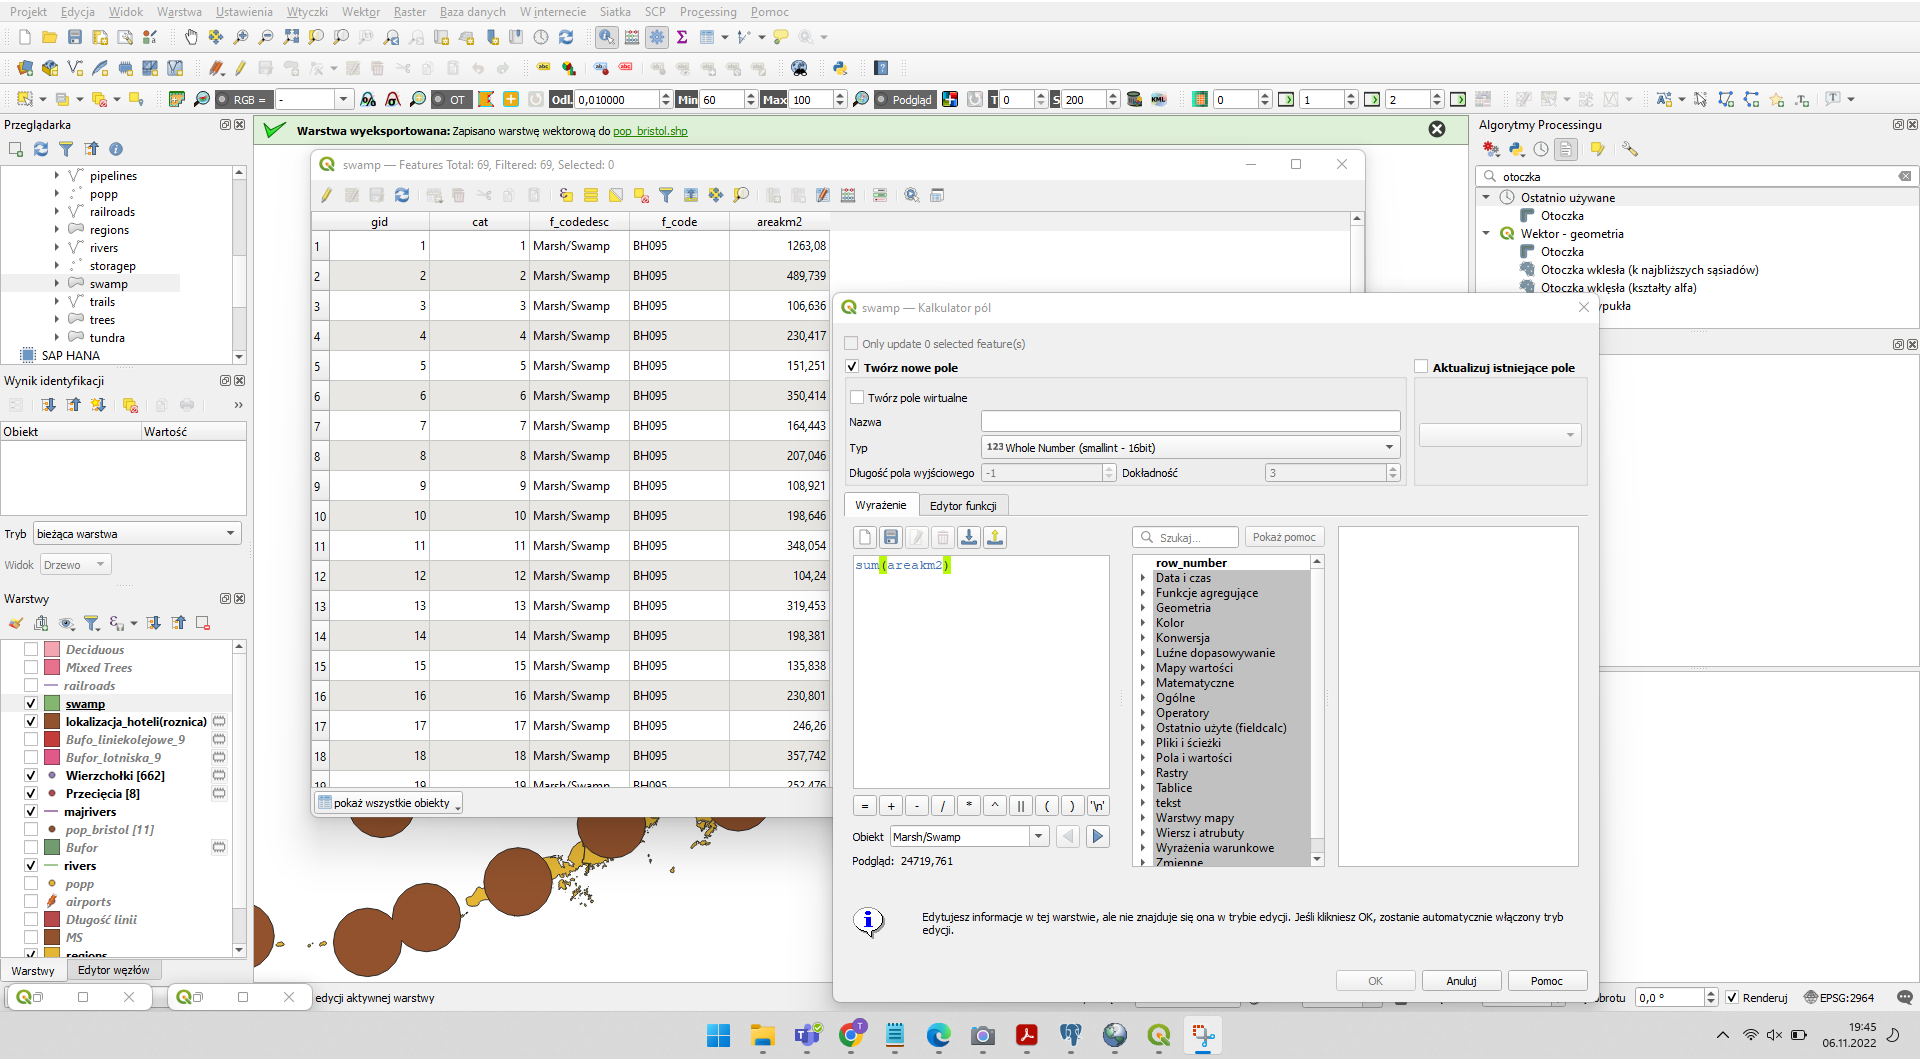 Projekt Edycja Widok Warstwa Ustawienia Wtyczki Wektor Raster Baza danych W internecie Siatka SCP Processing Pomoc
RGB = - OT Odl. 0,010000 Min 60 Max 100 Podgląd T 0 S 200 KML 0 1 2
Przeglądarka
pipelines
popp
railroads
regions
rivers
storagep
swamp
trails
trees
tundra
SAP HANA
Wynik identyfikacji
Obiekt Wartość
Tryb bieżąca warstwa
Widok Drzewo
Warstwy
Deciduous
Mixed Trees
railroads
swamp
lokalizacja_hoteli(roznica)
Bufo_liniekolejowe_9
Bufor_lotniska_9
Wierzchołki [662]
Przecięcia [8]
majrivers
pop_bristol [11]
Bufor
rivers
popp
airports
Długość linii
MS
regions
Warstwy Edytor węzłów
Warstwa wyeksportowana: Zapisano warstwę wektorową do pop_bristol.shp
swamp — Features Total: 69, Filtered: 69, Selected: 0
gid cat f_codedesc f_code areakm2
1 1 1 Marsh/Swamp BH095 1263,08
2 2 2 Marsh/Swamp BH095 489,739
3 3 3 Marsh/Swamp BH095 106,636
4 4 4 Marsh/Swamp BH095 230,417
5 5 5 Marsh/Swamp BH095 151,251
6 6 6 Marsh/Swamp BH095 350,414
7 7 7 Marsh/Swamp BH095 164,443
8 8 8 Marsh/Swamp BH095 207,046
9 9 9 Marsh/Swamp BH095 108,921
10 10 10 Marsh/Swamp BH095 198,646
11 11 11 Marsh/Swamp BH095 348,054
12 12 12 Marsh/Swamp BH095 104,24
13 13 13 Marsh/Swamp BH095 319,453
14 14 14 Marsh/Swamp BH095 198,381
15 15 15 Marsh/Swamp BH095 135,838
16 16 16 Marsh/Swamp BH095 230,801
17 17 17 Marsh/Swamp BH095 246,26
18 18 18 Marsh/Swamp BH095 357,742
19 19 19 Marsh/Swamp BH095 252,476
pokaż wszystkie obiekty
swamp — Kalkulator pól
Only update 0 selected feature(s)
Twórz nowe pole
Aktualizuj istniejące pole
Twórz pole wirtualne
Nazwa
Typ 123 Whole Number (smallint - 16bit)
Długość pola wyjściowego -1 Dokładność 3
Wyrażenie Edytor funkcji
Szukaj... Pokaż pomoc
sum(areakm2)
row_number
Data i czas
Funkcje agregujące
Geometria
Kolor
Konwersja
Luźne dopasowywanie
Mapy wartości
Matematyczne
Ogólne
Operatory
Ostatnio użyte (fieldcalc)
Pliki i ścieżki
Pola i wartości
Rastry
Tablice
tekst
Warstwy mapy
Wiersz i atrubuty
Wyrażenia warunkowe
Zmienne
= + - / * ^ || ( ) '\n'
Obiekt Marsh/Swamp
Podgląd: 24719,761
Edytujesz informacje w tej warstwie, ale nie znajduje się ona w trybie edycji. Jeśli klikniesz OK, zostanie automatycznie włączony tryb
edycji.
OK Anuluj Pomoc
Algorytmy Processingu
otoczka
Ostatnio używane
Otoczka
Wektor - geometria
Otoczka
Otoczka wklesła (k najbliższych sąsiadów)
Otoczka wklęsła (kształty alfa)
ypukła
edycji aktywnej warstwy
brotu 0,0 ° Renderuj EPSG:2964
19:45
06.11.2022